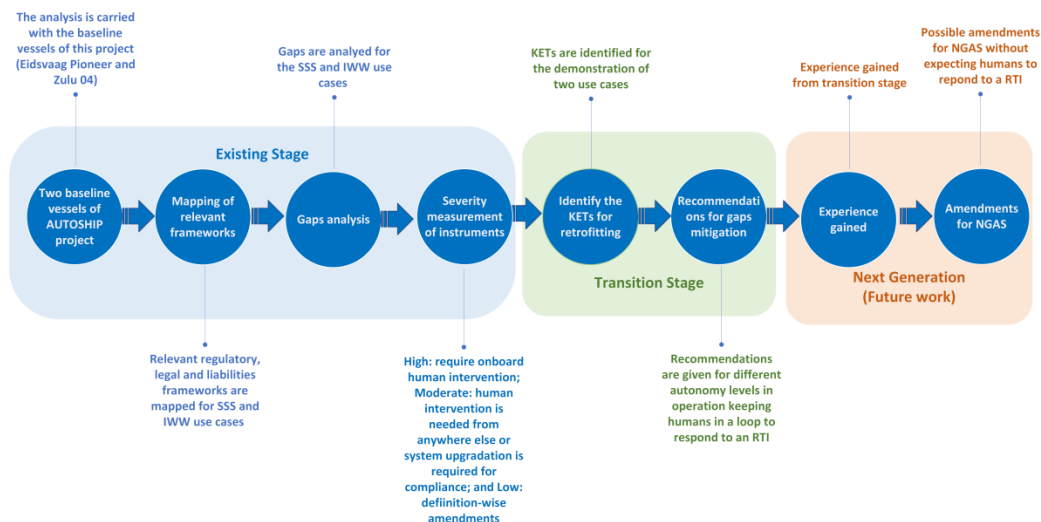 The analysis is carried
with the baseline
vessels of this project
(Eidsvaag Pioneer and
Zulu 04)
Gaps are analyed for
the SSS and IWW use
cases
KETs are identified for
the demonstration of
two use cases
Experience gained
from transition stage
Possible amendments
for NGAS without
expecting humans to
repond to a RTI
Existing Stage
Two baseline
vessels of
AUTOSHIP
project
Mapping of
relevant
frameworks
Gaps analysis
Severity
measurement
of instruments
Identify the
KETs for
retrofitting
Recommendati
ons for gaps
mitigation
Experience
gained
Amendments
for NGAS
Transition Stage
Next Generation
(Future work)
Relevant regulatory,
legal and liabilities
frameworks are
mapped for SSS and
IWW use cases
High: require onboard
human intervention;
Moderate: human
intervention is
needed from
anywhere else or
system upgradation is
required for
compliance; and Low:
defiinition-wise
amendments
Recommendations
are given for different
autonomy levels in
operation keeping
humans in a loop to
respond to an RTI